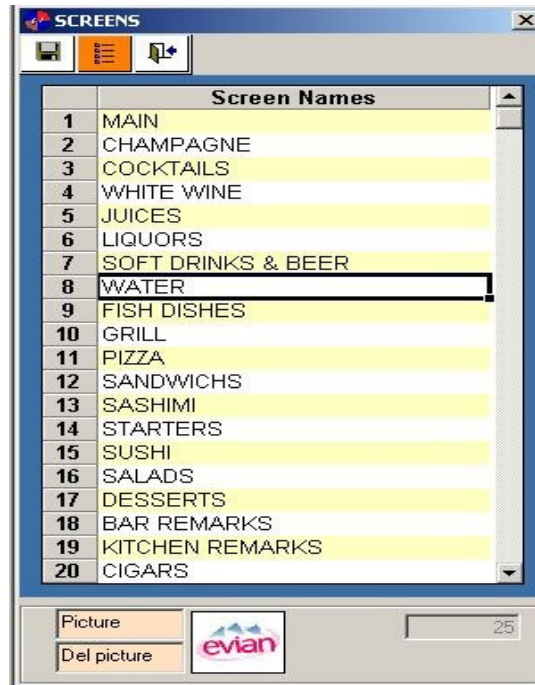 SCREENS
Screen Names
1 MAIN
2 CHAMPAGNE
3 COCKTAILS
4 WHITE WINE
5 JUICES
6 LIQUORS
7 SOFT DRINKS & BEER
8 WATER
9 FISH DISHES
10 GRILL
11 PIZZA
12 SANDWICHS
13 SASHIMI
14 STARTERS
15 SUSHI
16 SALADS
17 DESSERTS
18 BAR REMARKS
19 KITCHEN REMARKS
20 CIGARS
Picture
Del picture
evian
25